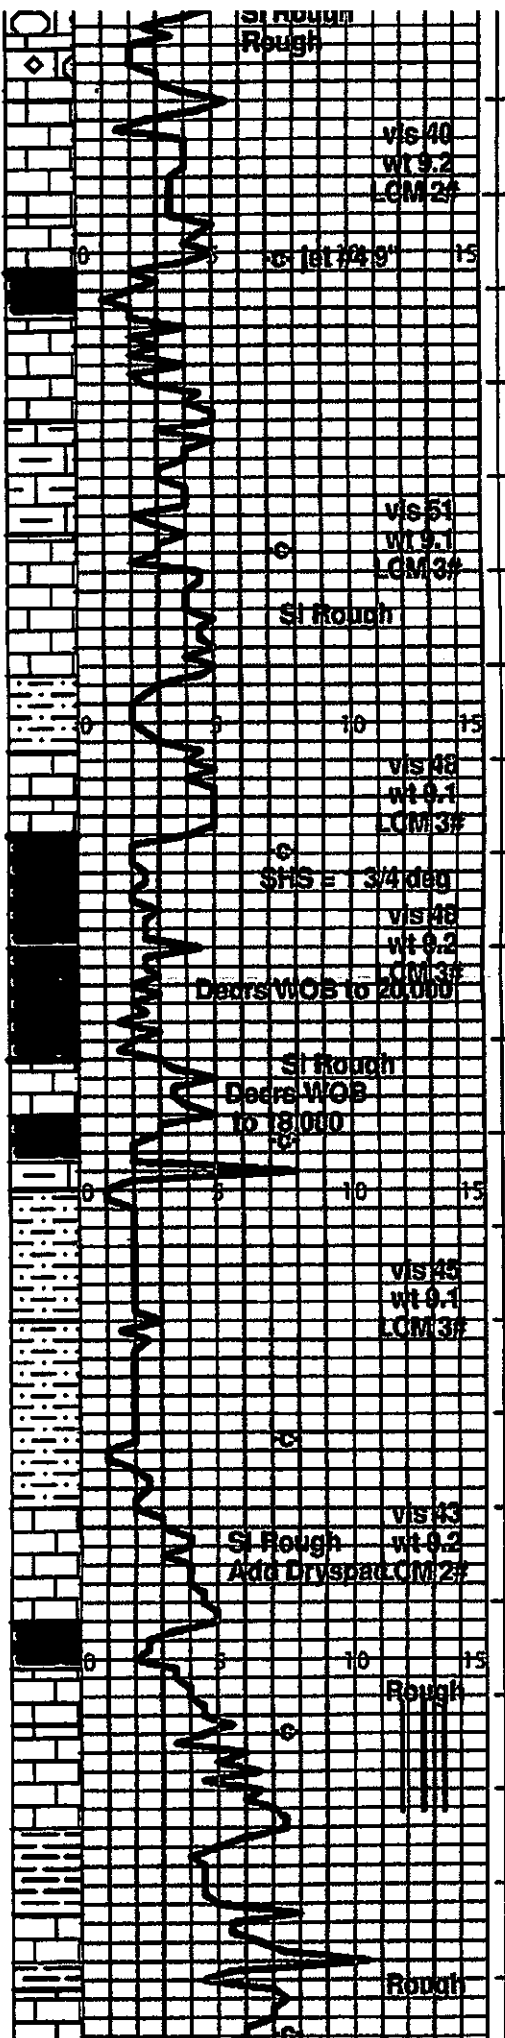 Sl Rough
Rough
vis 40
wt 9.2
LCM 2#
0 5 10 15
c jet #4 9"
vis 51
wt 9.1
LCM 3#
c
Sl Rough
0 5 10 15
vis 48
wt 9.1
LCM 3#
c
SHS = 1 3/4 deg
vis 48
wt 9.2
LCM 3#
Decrs WOB to 20,000
Sl Rough
Decrs WOB
to 18,000
c
0 5 10 15
vis 45
wt 9.1
LCM 3#
c
vis 43
Sl Rough wt 9.2
Add Dryspac LCM 2#
0 5 10 15
Rough
c
Rough
c